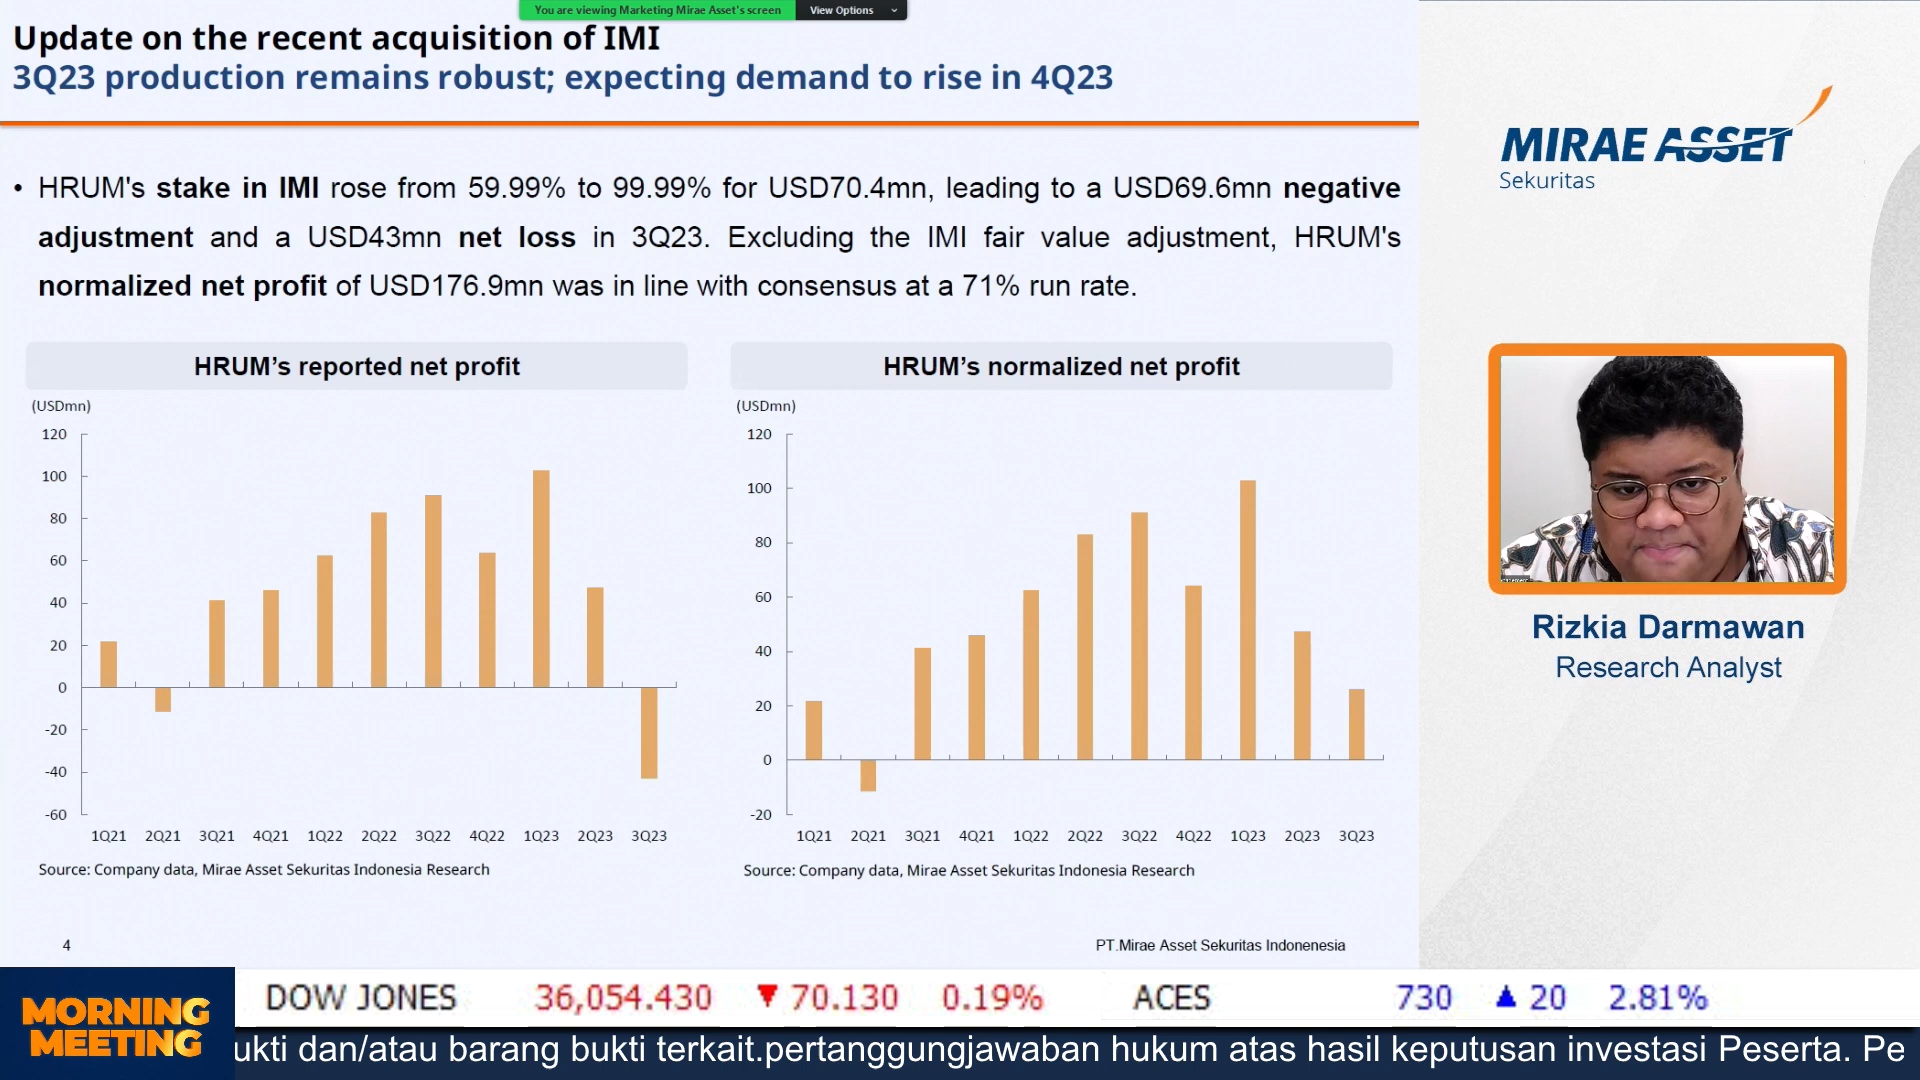 You are viewing Marketing Mirae Asset's screen View Options
Update on the recent acquisition of IMI
3Q23 production remains robust; expecting demand to rise in 4Q23
• HRUM's stake in IMI rose from 59.99% to 99.99% for USD70.4mn, leading to a USD69.6mn negative
adjustment and a USD43mn net loss in 3Q23. Excluding the IMI fair value adjustment, HRUM's
normalized net profit of USD176.9mn was in line with consensus at a 71% run rate.
HRUM’s reported net profit
(USDmn)
120
100
80
60
40
20
0
-20
-40
-60
1Q21 2Q21 3Q21 4Q21 1Q22 2Q22 3Q22 4Q22 1Q23 2Q23 3Q23
Source: Company data, Mirae Asset Sekuritas Indonesia Research
HRUM’s normalized net profit
(USDmn)
120
100
80
60
40
20
0
-20
1Q21 2Q21 3Q21 4Q21 1Q22 2Q22 3Q22 4Q22 1Q23 2Q23 3Q23
Source: Company data, Mirae Asset Sekuritas Indonesia Research
4
PT.Mirae Asset Sekuritas Indonenesia
MIRAE ASSET
Sekuritas
Rizkia Darmawan
Research Analyst
MORNING
MEETING
DOW JONES 36,054.430 ▼ 70.130 0.19% ACES 730 ▲ 20 2.81%
ukti dan/atau barang bukti terkait.pertanggungjawaban hukum atas hasil keputusan investasi Peserta. Pe